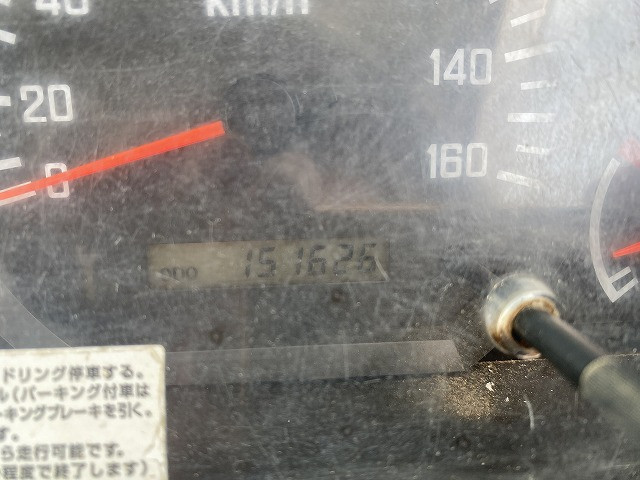 40
km/h
20
0
140
160
ODO 151626
ドリング停車する。
ル(パーキング付車は
ーキングブレーキを引く。
す。
ら走行可能です。
程度で終了します)